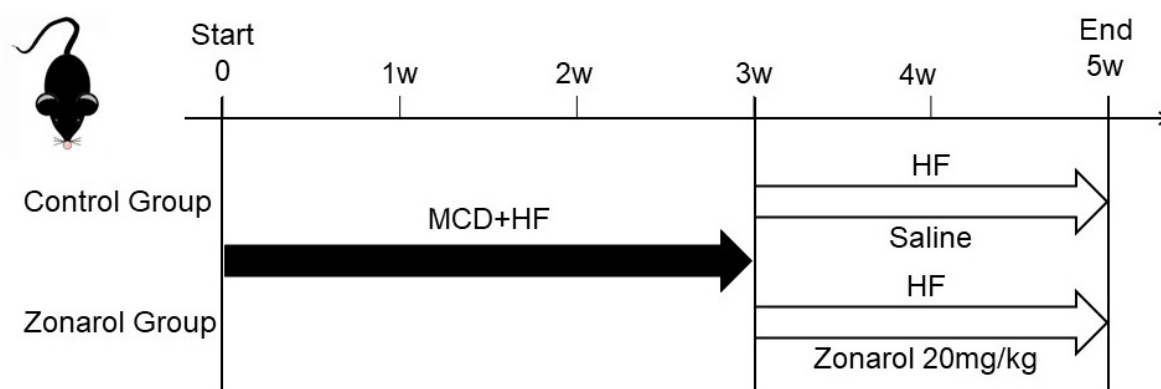 Start
End
0
1w
2w
3w
4w
5w
Control Group
MCD+HF
HF
Saline
Zonarol Group
HF
Zonarol 20mg/kg